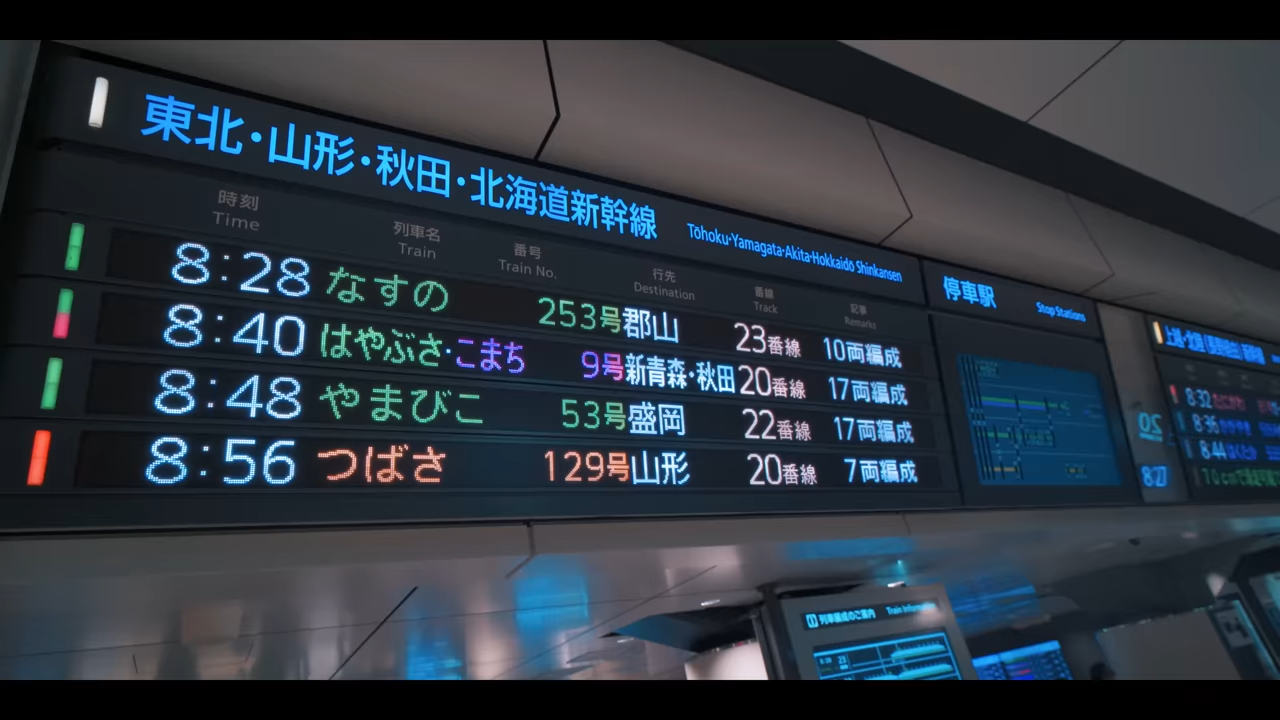 東北・山形・秋田・北海道新幹線 Tōhoku・Yamagata・Akita・Hokkaidō Shinkansen
時刻 列車名 番号 行先 番線 記事
Time Train Train No. Destination Track Remarks
8:28 なすの 253号 郡山 23番線 10両編成
8:40 はやぶさ・こまち 9号 新青森・秋田 20番線 17両編成
8:48 やまびこ 53号 盛岡 22番線 17両編成
8:56 つばさ 129号 山形 20番線 7両編成
停車駅 Stop Stations
20
8:27
8:32
8:36
8:44
列車編成のご案内 Train Information